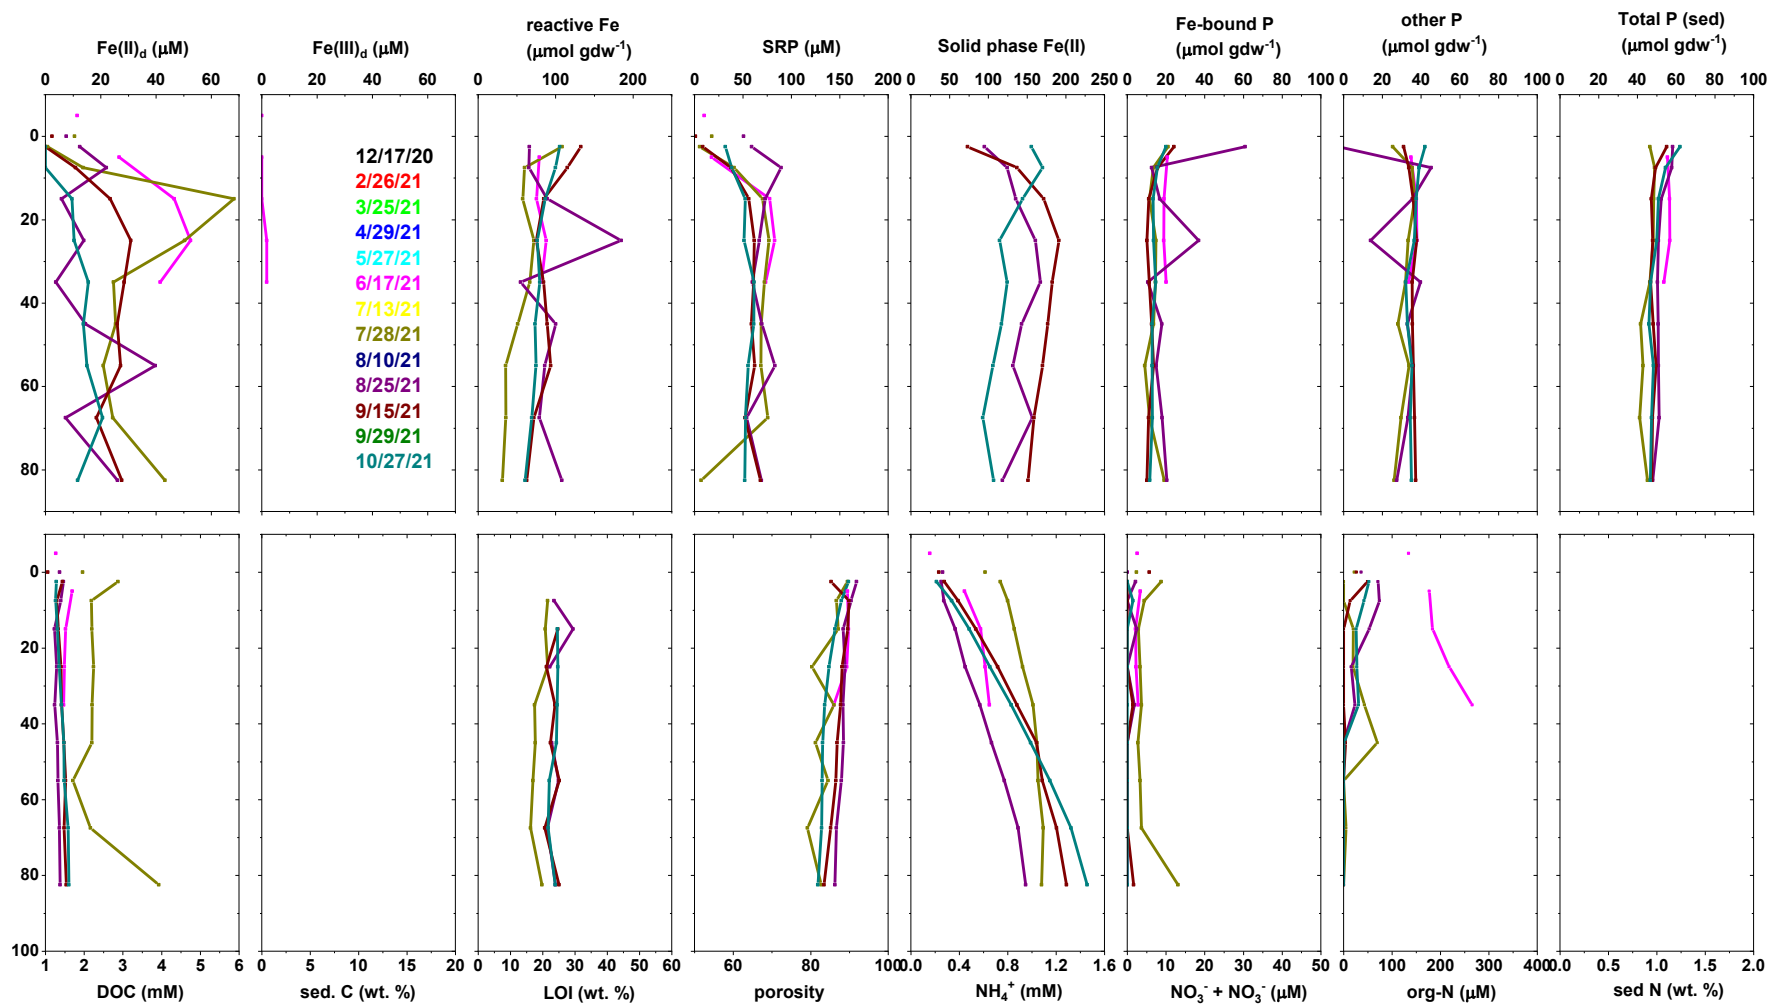 Fe(II)d (μM)
Fe(III)d (μM)
reactive Fe
(μmol gdw-1)
SRP (μM)
Solid phase Fe(II)
Fe-bound P
(μmol gdw-1)
other P
(μmol gdw-1)
Total P (sed)
(μmol gdw-1)
0 20 40 60
0 20 40 60
0 100 200
0 50 100 150 200
0 50 100 150 200 250
0 20 40 60 80 100
0 20 40 60 80 100
0 20 40 60 80 100
0
20
40
60
80
12/17/20
2/26/21
3/25/21
4/29/21
5/27/21
6/17/21
7/13/21
7/28/21
8/10/21
8/25/21
9/15/21
9/29/21
10/27/21
0
20
40
60
80
100
1 2 3 4 5 6
0 5 10 15 20
0 10 20 30 40 50 60
60 80 100
0.0 0.4 0.8 1.2 1.6
0 10 20 30 40 50
0 100 200 300 400
0.0 0.5 1.0 1.5 2.0
DOC (mM)
sed. C (wt. %)
LOI (wt. %)
porosity
NH4+ (mM)
NO3- + NO3- (μM)
org-N (μM)
sed N (wt. %)